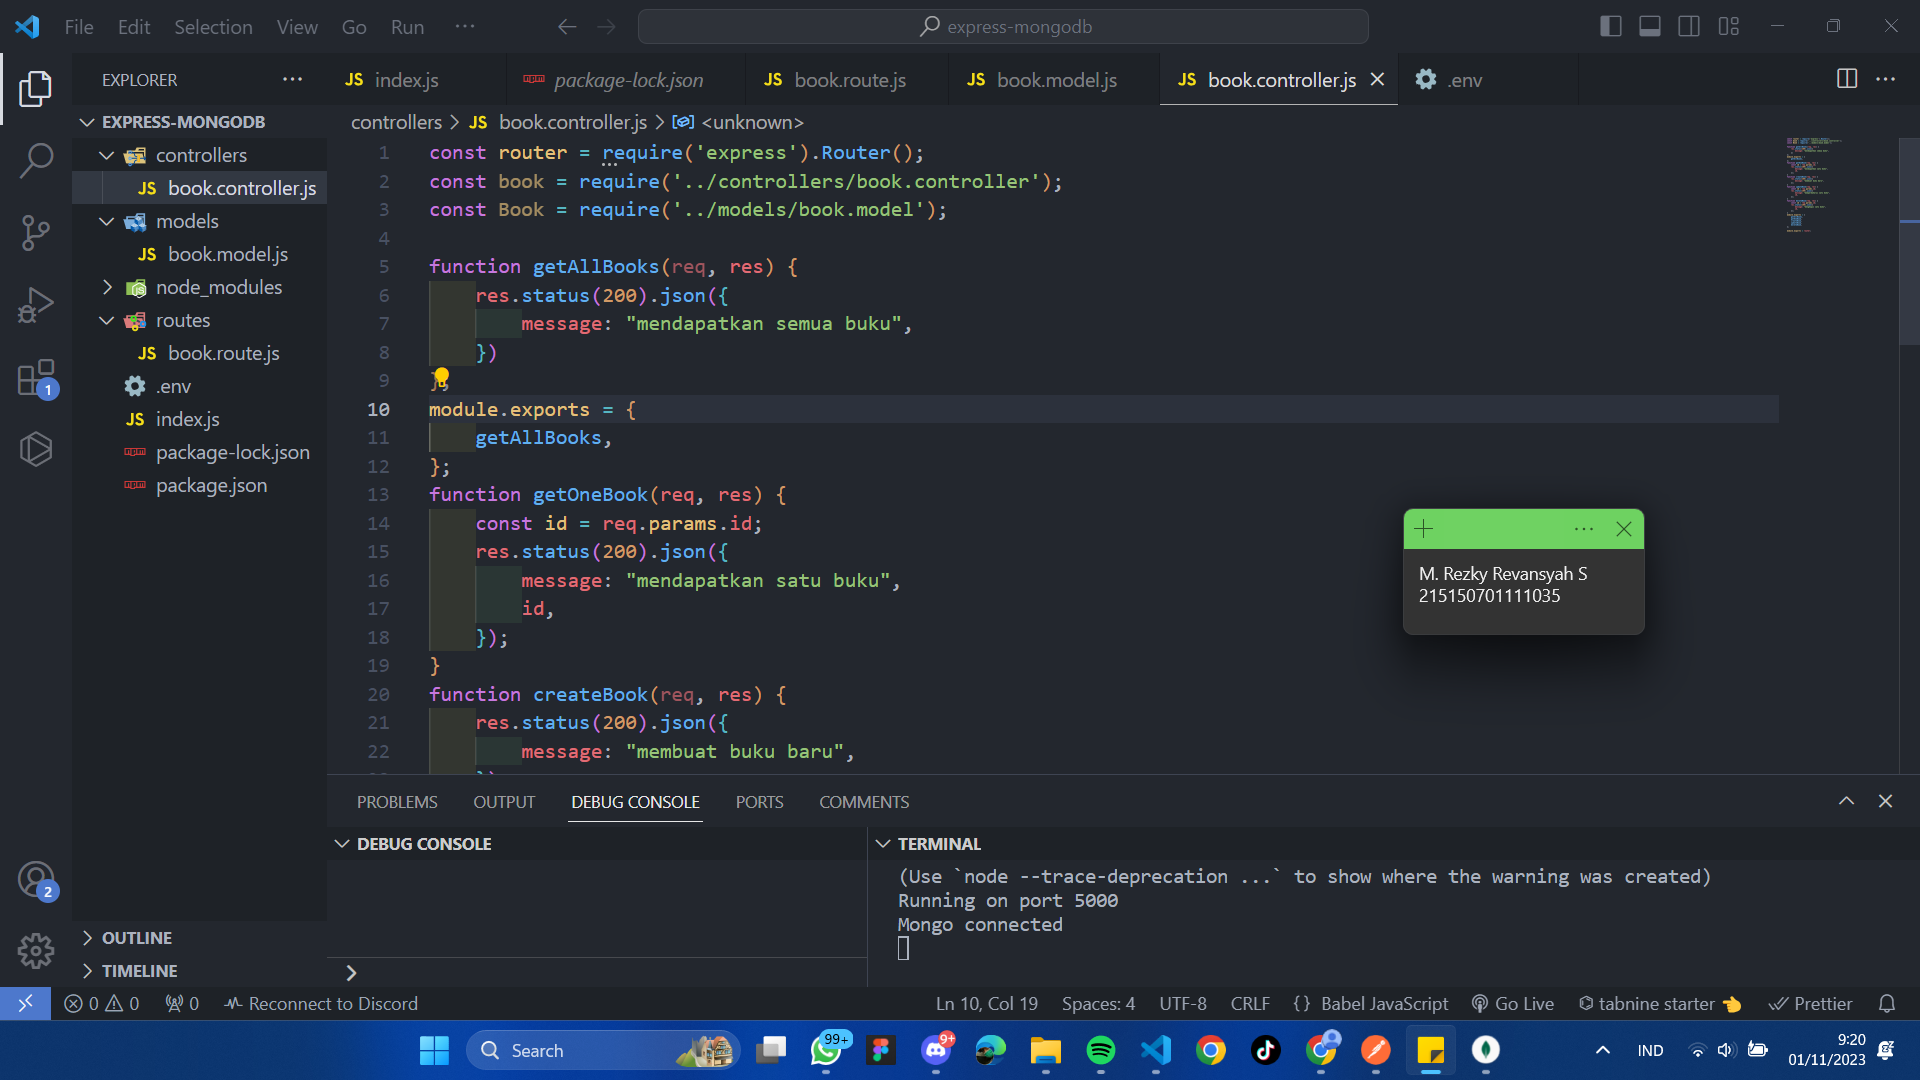 File Edit Selection View Go Run ···
express-mongodb
EXPLORER ···
JS index.js
package-lock.json
JS book.route.js
JS book.model.js
JS book.controller.js
.env
EXPRESS-MONGODB
controllers
JS book.controller.js
models
JS book.model.js
node_modules
routes
JS book.route.js
.env
JS index.js
package-lock.json
package.json
OUTLINE
TIMELINE
controllers > JS book.controller.js > <unknown>
1 const router = require('express').Router();
2 const book = require('../controllers/book.controller');
3 const Book = require('../models/book.model');
4
5 function getAllBooks(req, res) {
6 res.status(200).json({
7 message: "mendapatkan semua buku",
8 })
9 };
10 module.exports = {
11 getAllBooks,
12 };
13 function getOneBook(req, res) {
14 const id = req.params.id;
15 res.status(200).json({
16 message: "mendapatkan satu buku",
17 id,
18 });
19 }
20 function createBook(req, res) {
21 res.status(200).json({
22 message: "membuat buku baru",
M. Rezky Revansyah S
215150701111035
PROBLEMS OUTPUT DEBUG CONSOLE PORTS COMMENTS
DEBUG CONSOLE
TERMINAL
(Use `node --trace-deprecation ...` to show where the warning was created)
Running on port 5000
Mongo connected
1
2
0 0 0 Reconnect to Discord
Ln 10, Col 19 Spaces: 4 UTF-8 CRLF {} Babel JavaScript Go Live tabnine starter Prettier
Search
99+
9+
IND
9:20
01/11/2023